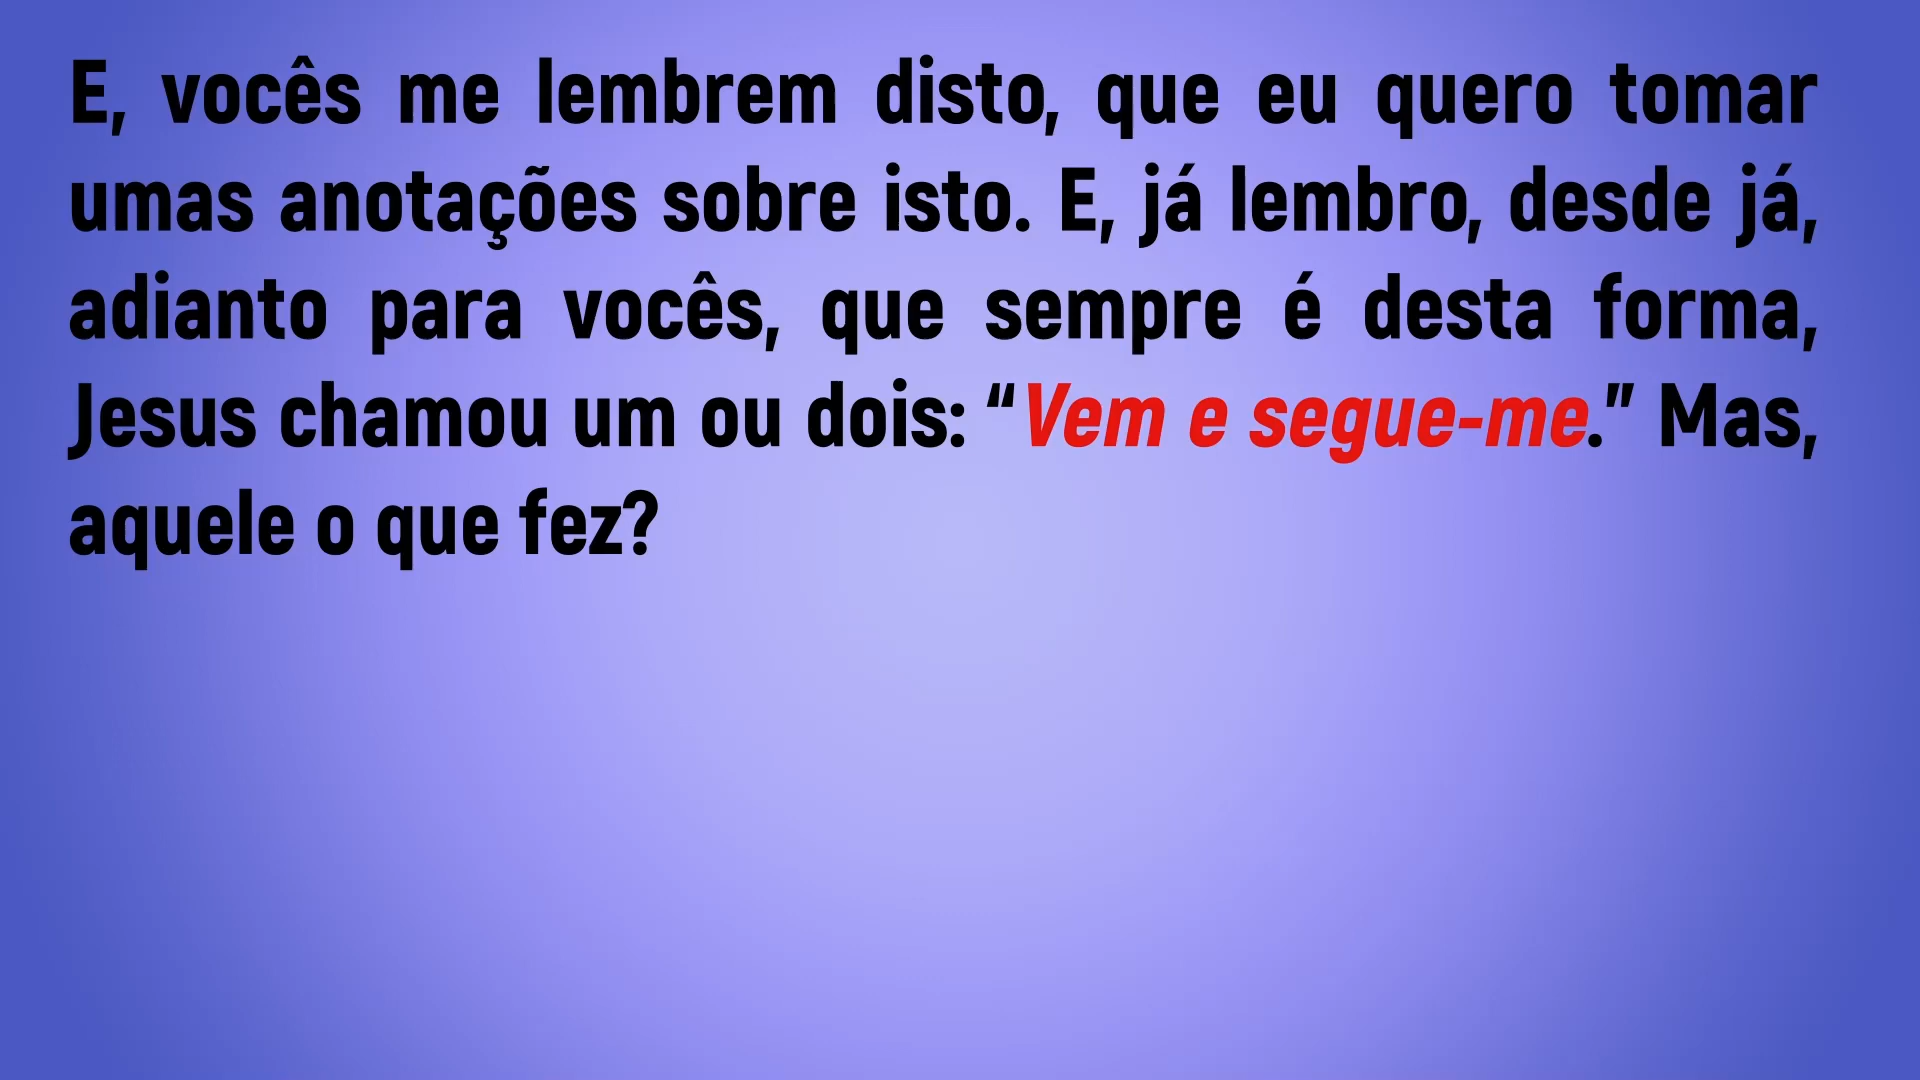 E, vocês me lembrem disto, que eu quero tomar
umas anotações sobre isto. E, já lembro, desde já,
adianto para vocês, que sempre é desta forma,
Jesus chamou um ou dois: “Vem e segue-me.” Mas,
aquele o que fez?